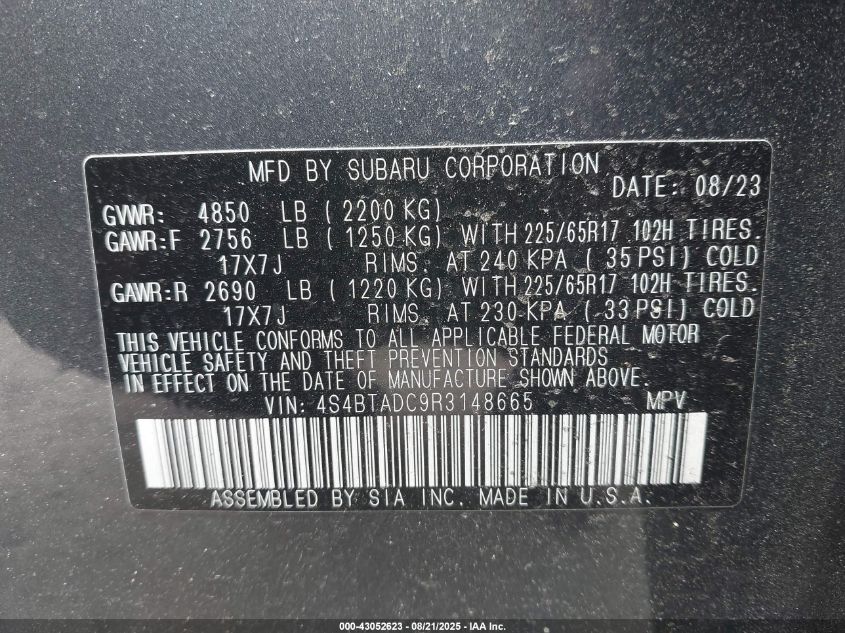 MFD BY SUBARU CORPORATION
DATE: 08/23
GVWR: 4850 LB ( 2200 KG)
GAWR:F 2756 LB ( 1250 KG) WITH 225/65R17 102H TIRES.
17X7J RIMS. AT 240 KPA ( 35 PSI) COLD
GAWR:R 2690 LB ( 1220 KG) WITH 225/65R17 102H TIRES.
17X7J RIMS. AT 230 KPA ( 33 PSI) COLD
THIS VEHICLE CONFORMS TO ALL APPLICABLE FEDERAL MOTOR
VEHICLE SAFETY AND THEFT PREVENTION STANDARDS
IN EFFECT ON THE DATE OF MANUFACTURE SHOWN ABOVE.
VIN: 4S4BTADC9R3148665 MPV
ASSEMBLED BY SIA INC. MADE IN U.S.A.
000-43052623 - 08/21/2025 - IAA Inc.